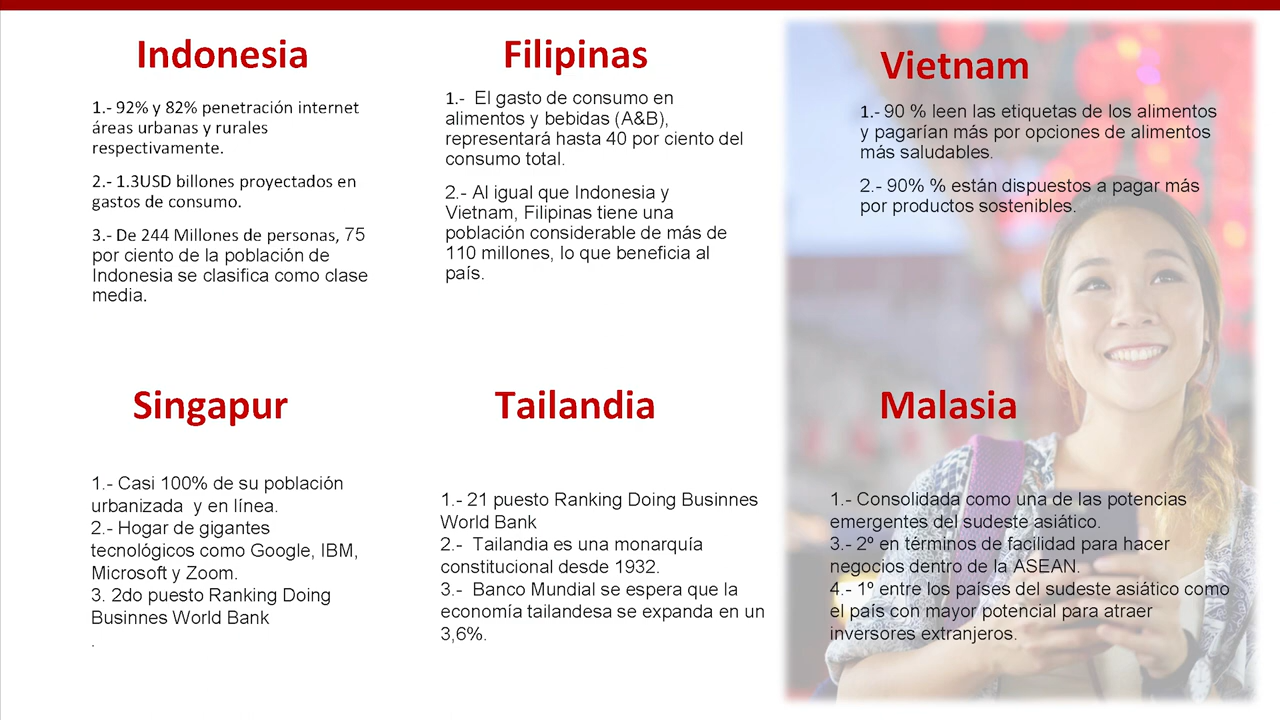 Indonesia
1.- 92% y 82% penetración internet
áreas urbanas y rurales
respectivamente.
2.- 1.3USD billones proyectados en
gastos de consumo.
3.- De 244 Millones de personas, 75
por ciento de la población de
Indonesia se clasifica como clase
media.
Filipinas
1.- El gasto de consumo en
alimentos y bebidas (A&B),
representará hasta 40 por ciento del
consumo total.
2.- Al igual que Indonesia y
Vietnam, Filipinas tiene una
población considerable de más de
110 millones, lo que beneficia al
país.
Vietnam
1.- 90 % leen las etiquetas de los alimentos
y pagarían más por opciones de alimentos
más saludables.
2.- 90% % están dispuestos a pagar más
por productos sostenibles.
Singapur
1.- Casi 100% de su población
urbanizada y en línea.
2.- Hogar de gigantes
tecnológicos como Google, IBM,
Microsoft y Zoom.
3. 2do puesto Ranking Doing
Businnes World Bank
.
Tailandia
1.- 21 puesto Ranking Doing Businnes
World Bank
2.- Tailandia es una monarquía
constitucional desde 1932.
3.- Banco Mundial se espera que la
economía tailandesa se expanda en un
3,6%.
Malasia
1.- Consolidada como una de las potencias
emergentes del sudeste asiático.
3.- 2º en términos de facilidad para hacer
negocios dentro de la ASEAN.
4.- 1º entre los países del sudeste asiático como
el país con mayor potencial para atraer
inversores extranjeros.